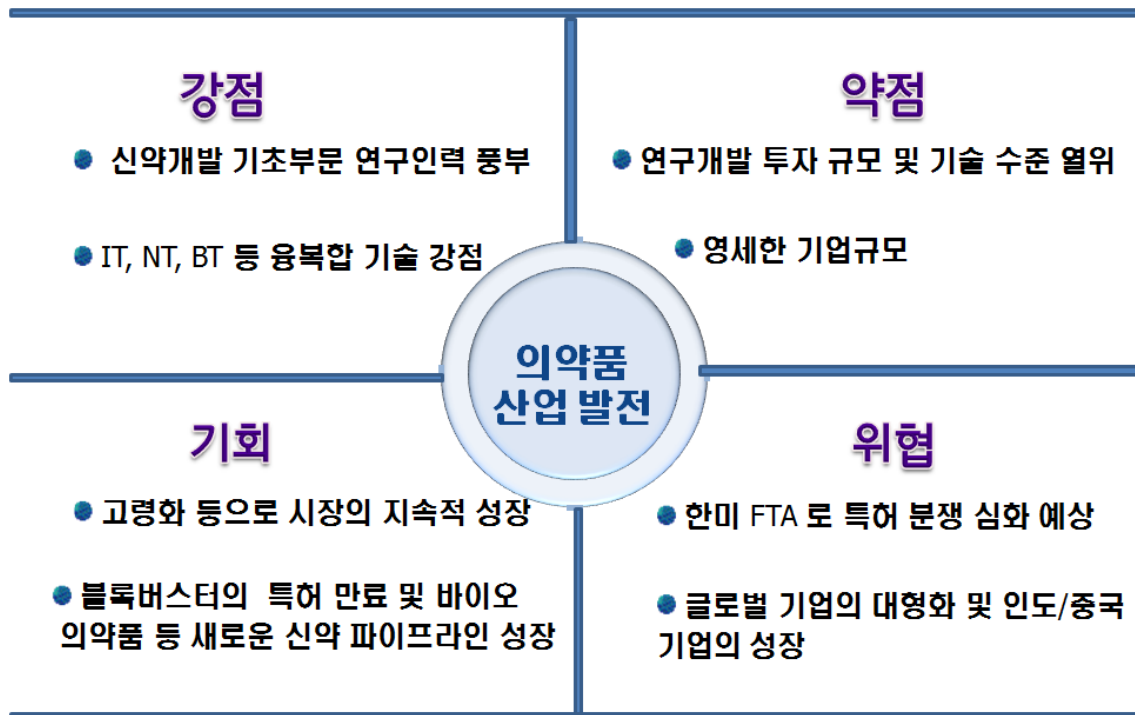 강점
신약개발 기초부문 연구인력 풍부
IT, NT, BT 등 융복합 기술 강점
약점
연구개발 투자 규모 및 기술 수준 열위
영세한 기업규모
의약품
산업 발전
기회
고령화 등으로 시장의 지속적 성장
블록버스터의 특허 만료 및 바이오
의약품 등 새로운 신약 파이프라인 성장
위협
한미 FTA 로 특허 분쟁 심화 예상
글로벌 기업의 대형화 및 인도/중국
기업의 성장